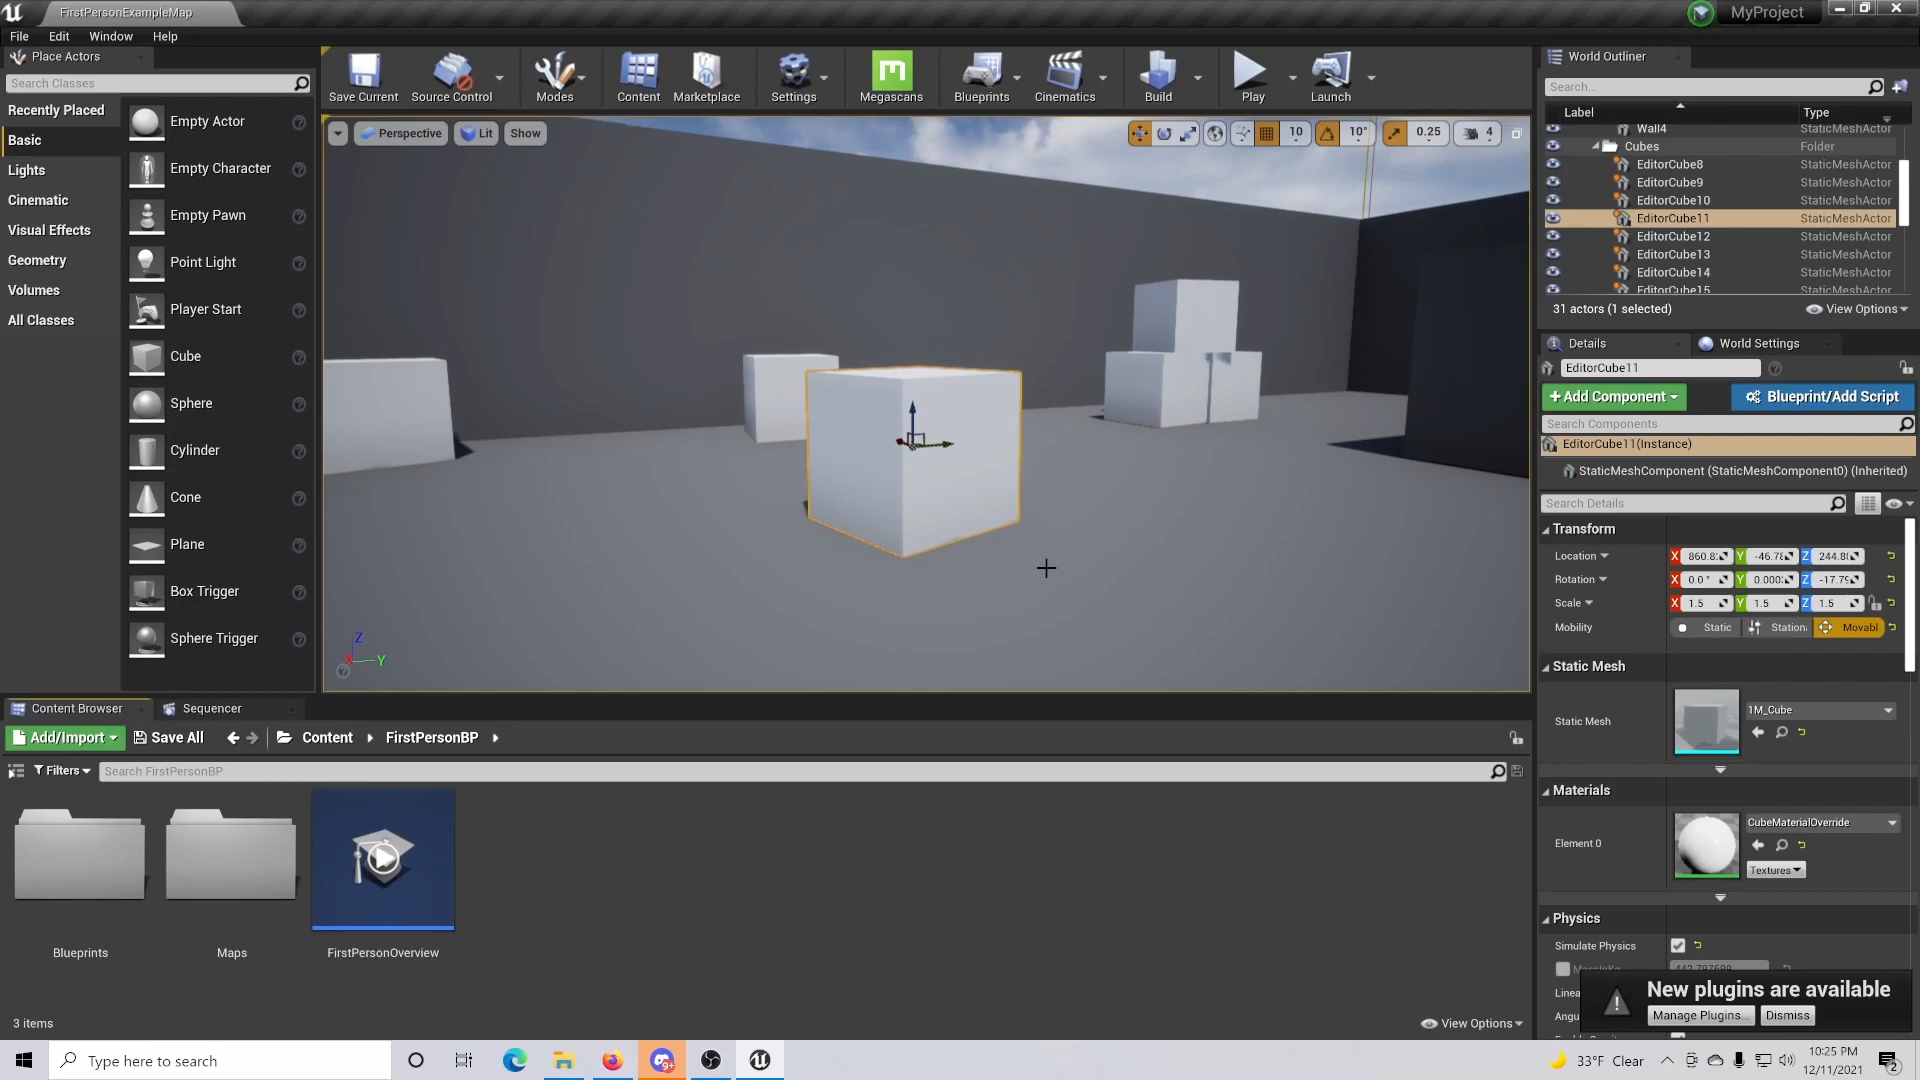 FirstPersonExampleMap
MyProject
File Edit Window Help
Place Actors
Search Classes
Recently Placed
Basic
Lights
Cinematic
Visual Effects
Geometry
Volumes
All Classes
Empty Actor
Empty Character
Empty Pawn
Point Light
Player Start
Cube
Sphere
Cylinder
Cone
Plane
Box Trigger
Sphere Trigger
Save Current
Source Control
Modes
Content
Marketplace
Settings
Megascans
Blueprints
Cinematics
Build
Play
Launch
Perspective
Lit
Show
10
10°
0.25
4
Z
X
Y
World Outliner
Search...
Label Type
Wall4 StaticMeshActor
Cubes Folder
EditorCube8 StaticMeshActor
EditorCube9 StaticMeshActor
EditorCube10 StaticMeshActor
EditorCube11 StaticMeshActor
EditorCube12 StaticMeshActor
EditorCube13 StaticMeshActor
EditorCube14 StaticMeshActor
EditorCube15 StaticMeshActor
31 actors (1 selected)
View Options
Details
World Settings
EditorCube11
+Add Component
Blueprint/Add Script
Search Components
EditorCube11(Instance)
StaticMeshComponent (StaticMeshComponent0) (Inherited)
Search Details
Transform
Location X 860.8 Y -46.78 Z 244.8
Rotation X 0.0° Y 0.000 Z -17.79
Scale X 1.5 Y 1.5 Z 1.5
Mobility Static Station Movabl
Static Mesh
Static Mesh
1M_Cube
Materials
Element 0
CubeMaterialOverride
Textures
Physics
Simulate Physics
Linea
Angu
New plugins are available
Manage Plugins...
Dismiss
Content Browser
Sequencer
Add/Import
Save All
Content
FirstPersonBP
Filters
Search FirstPersonBP
Blueprints
Maps
FirstPersonOverview
3 items
View Options
Type here to search
9+
33°F Clear
10:25 PM
12/11/2021
2